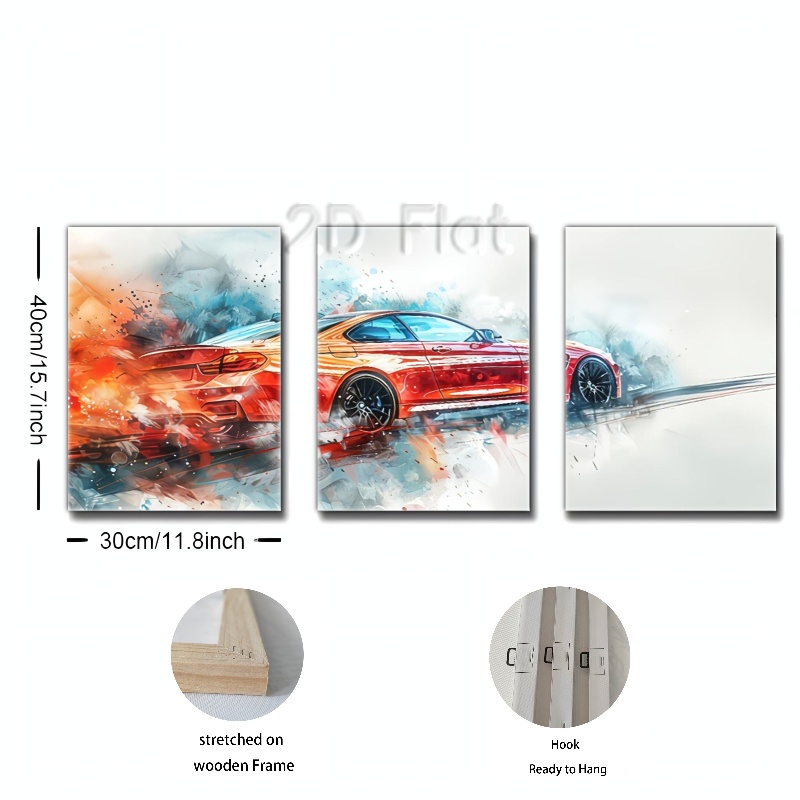 2D Flat
40cm/15.7inch
30cm/11.8inch
stretched on
wooden Frame
Hook
Ready to Hang